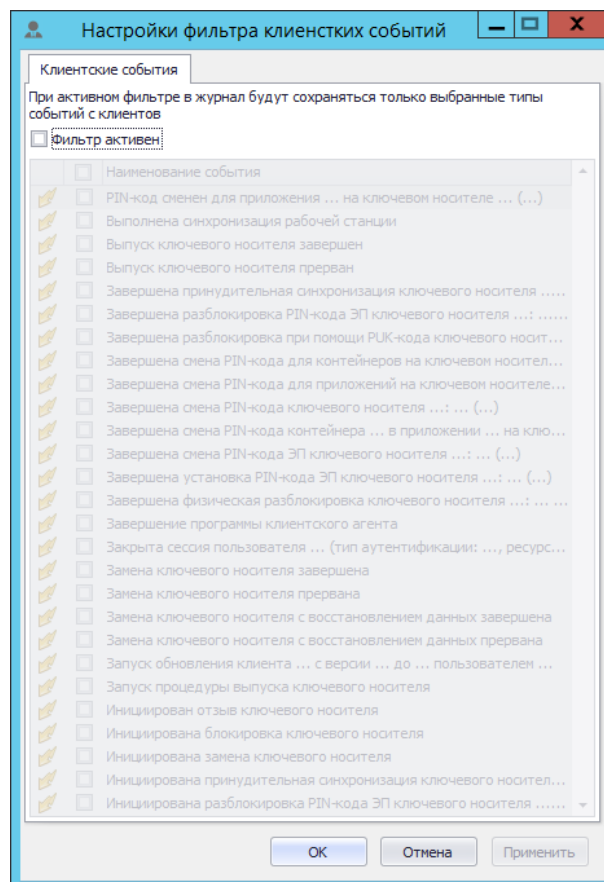 Настройки фильтра клиенстких событий
Клиентские события
При активном фильтре в журнал будут сохраняться только выбранные типы
событий с клиентов
Фильтр активен
Наименование события
PIN-код сменен для приложения ... на ключевом носителе ... (...)
Выполнена синхронизация рабочей станции
Выпуск ключевого носителя завершен
Выпуск ключевого носителя прерван
Завершена принудительная синхронизация ключевого носителя .....
Завершена разблокировка PIN-кода ЭП ключевого носителя ...: ......
Завершена разблокировка при помощи PUK-кода ключевого носит...
Завершена смена PIN-кода для контейнеров на ключевом носител...
Завершена смена PIN-кода для приложений на ключевом носителе...
Завершена смена PIN-кода ключевого носителя ...: ... (...)
Завершена смена PIN-кода контейнера ... в приложении ... на клю...
Завершена смена PIN-кода ЭП ключевого носителя ...: ... (...)
Завершена установка PIN-кода ЭП ключевого носителя ...: ... (...)
Завершена физическая разблокировка ключевого носителя ...: ... ...
Завершение программы клиентского агента
Закрыта сессия пользователя ... (тип аутентификации: ..., ресурс...
Замена ключевого носителя завершена
Замена ключевого носителя прервана
Замена ключевого носителя с восстановлением данных завершена
Замена ключевого носителя с восстановлением данных прервана
Запуск обновления клиента ... с версии ... до ... пользователем ...
Запуск процедуры выпуска ключевого носителя
Инициирован отзыв ключевого носителя
Инициирована блокировка ключевого носителя
Инициирована замена ключевого носителя
Инициирована принудительная синхронизация ключевого носител...
Инициирована разблокировка PIN-кода ЭП ключевого носителя ......
ОК Отмена Применить